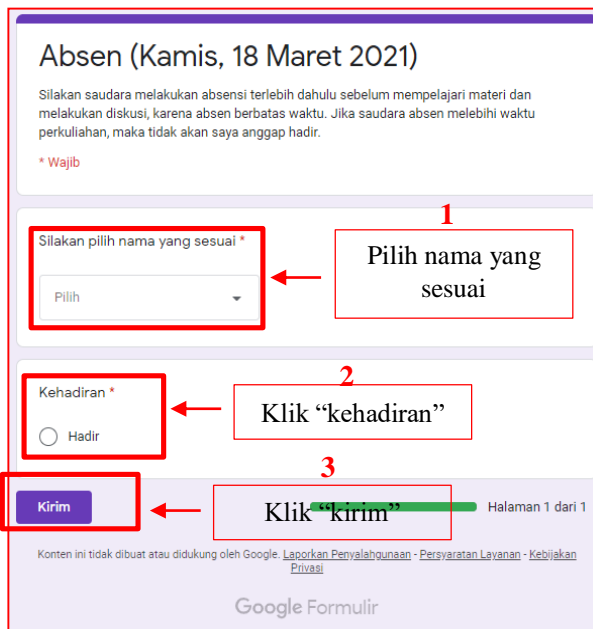 Absen (Kamis, 18 Maret 2021)
Silakan saudara melakukan absensi terlebih dahulu sebelum mempelajari materi dan
melakukan diskusi, karena absen berbatas waktu. Jika saudara absen melebihi waktu
perkuliahan, maka tidak akan saya anggap hadir.
* Wajib
1
Silakan pilih nama yang sesuai *
Pilih
Pilih nama yang
sesuai
2
Kehadiran *
Hadir
Klik “kehadiran”
3
Kirim
Klik “kirim”
Halaman 1 dari 1
Konten ini tidak dibuat atau didukung oleh Google. Laporkan Penyalahgunaan - Persyaratan Layanan - Kebijakan
Privasi
Google Formulir